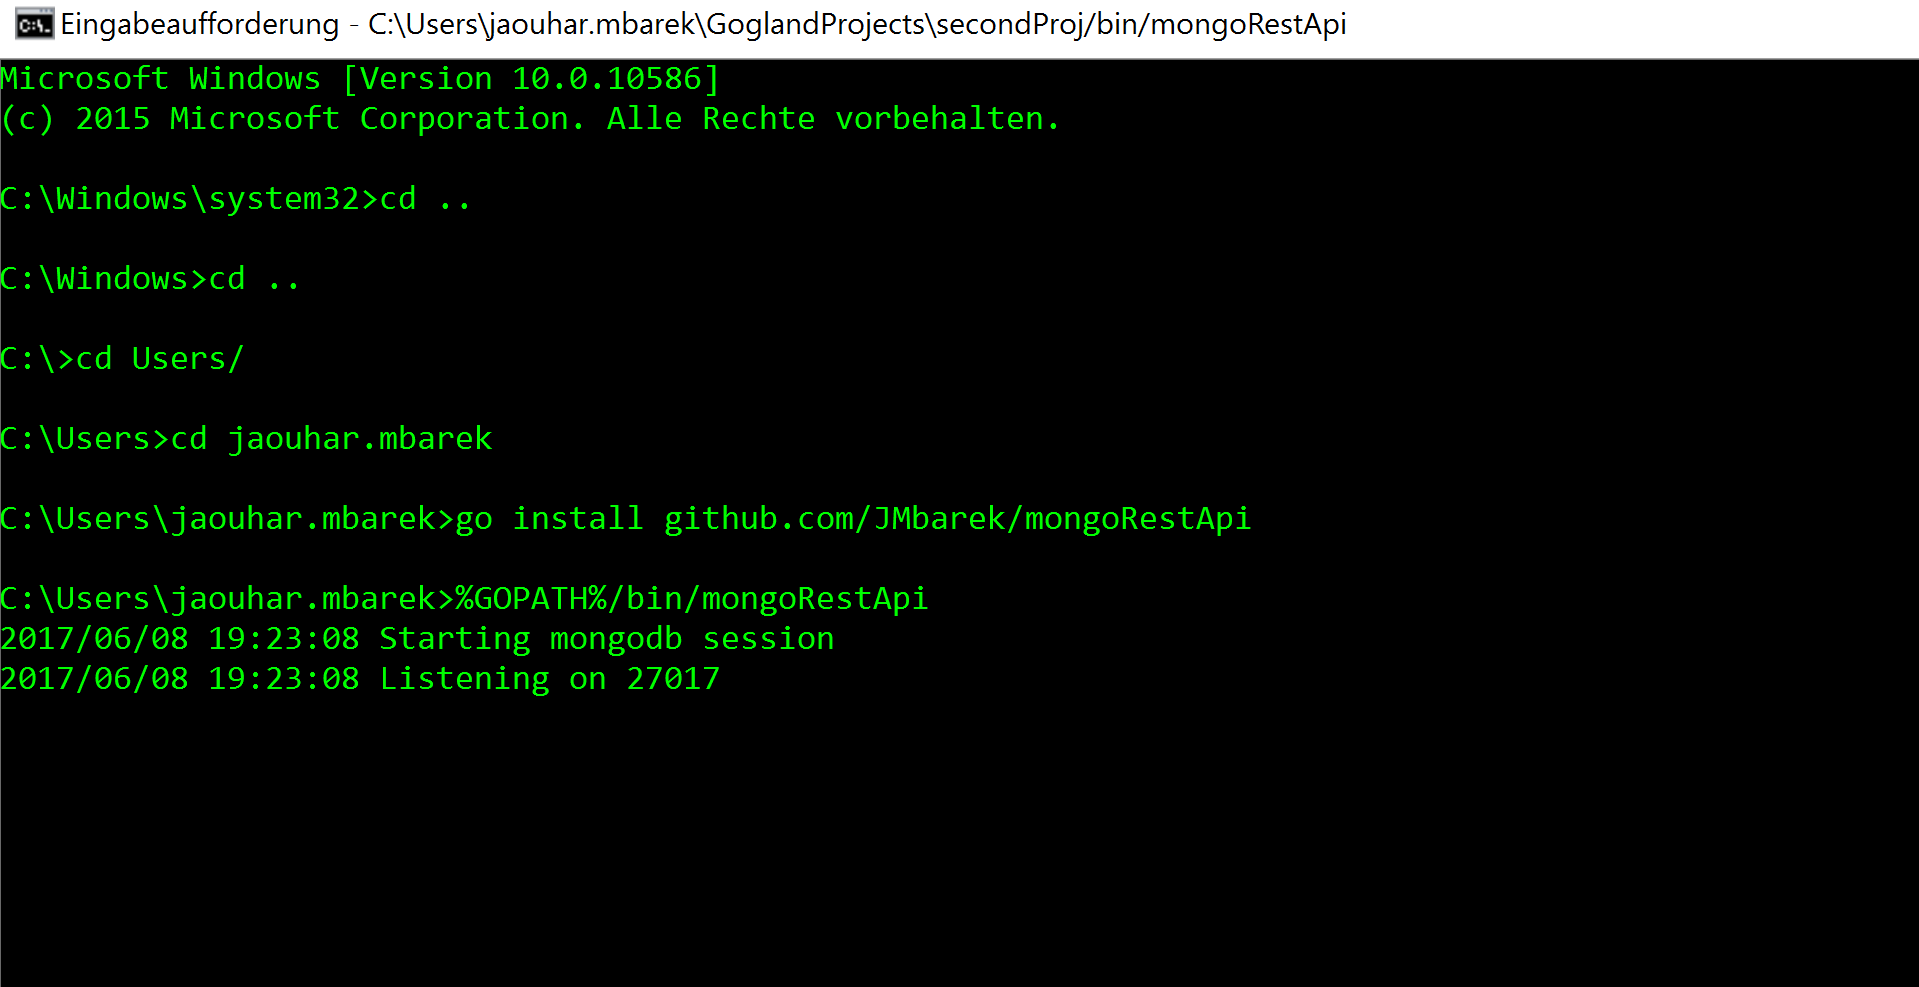 Eingabeaufforderung - C:\Users\jaouhar.mbarek\GoglandProjects\secondProj/bin/mongoRestApi
Microsoft Windows [Version 10.0.10586]
(c) 2015 Microsoft Corporation. Alle Rechte vorbehalten.
C:\Windows\system32>cd ..
C:\Windows>cd ..
C:\>cd Users/
C:\Users>cd jaouhar.mbarek
C:\Users\jaouhar.mbarek>go install github.com/JMbarek/mongoRestApi
C:\Users\jaouhar.mbarek>%GOPATH%/bin/mongoRestApi
2017/06/08 19:23:08 Starting mongodb session
2017/06/08 19:23:08 Listening on 27017